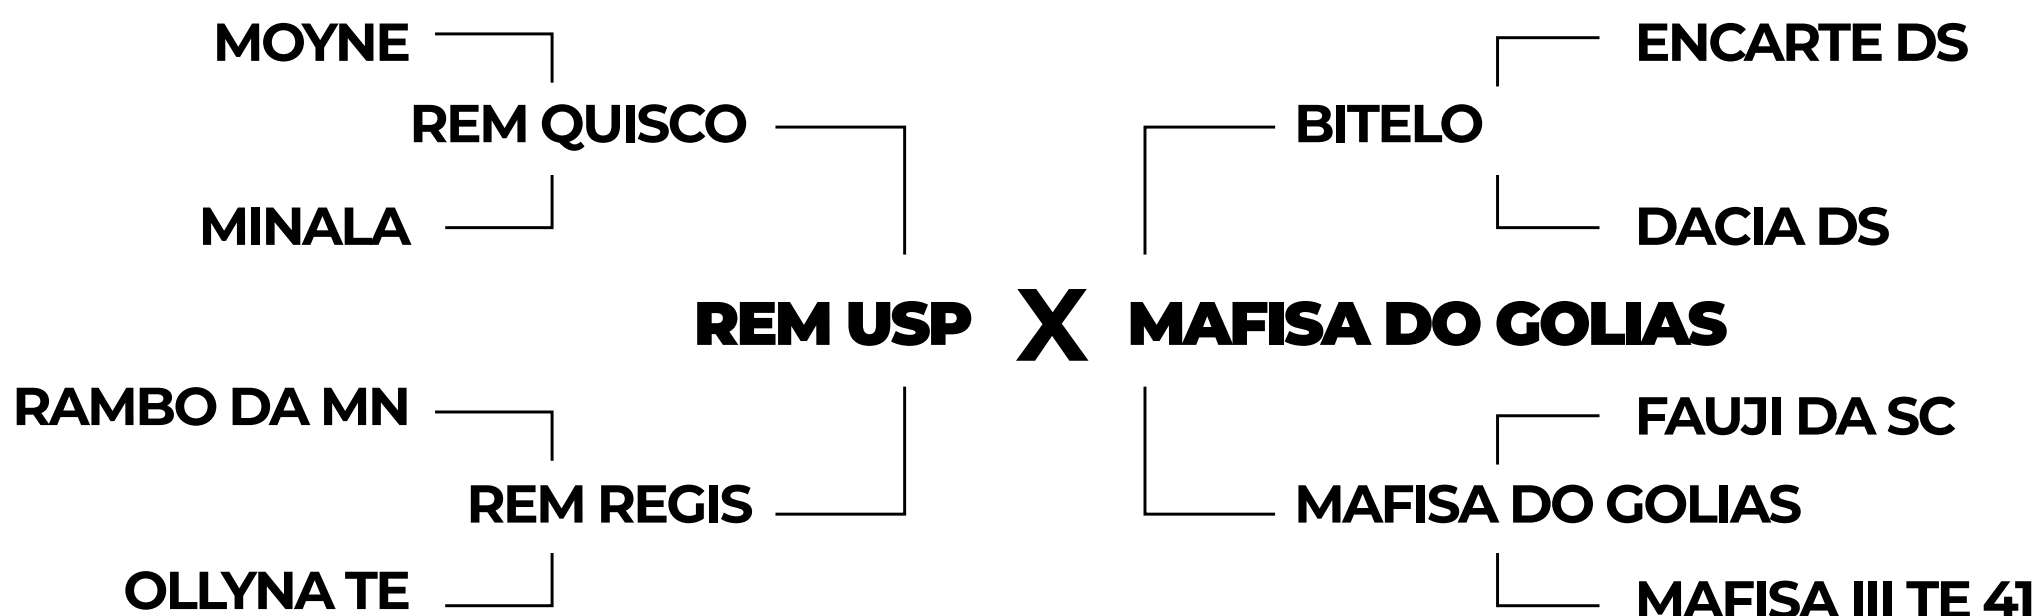 MOYNE
ENCARTE DS
REM QUISCO
BITELO
MINALA
DACIA DS
REM USP X MAFISA DO GOLIAS
RAMBO DA MN
FAUJI DA SC
REM REGIS
MAFISA DO GOLIAS
OLLYNA TE
MAFISA III TE 41